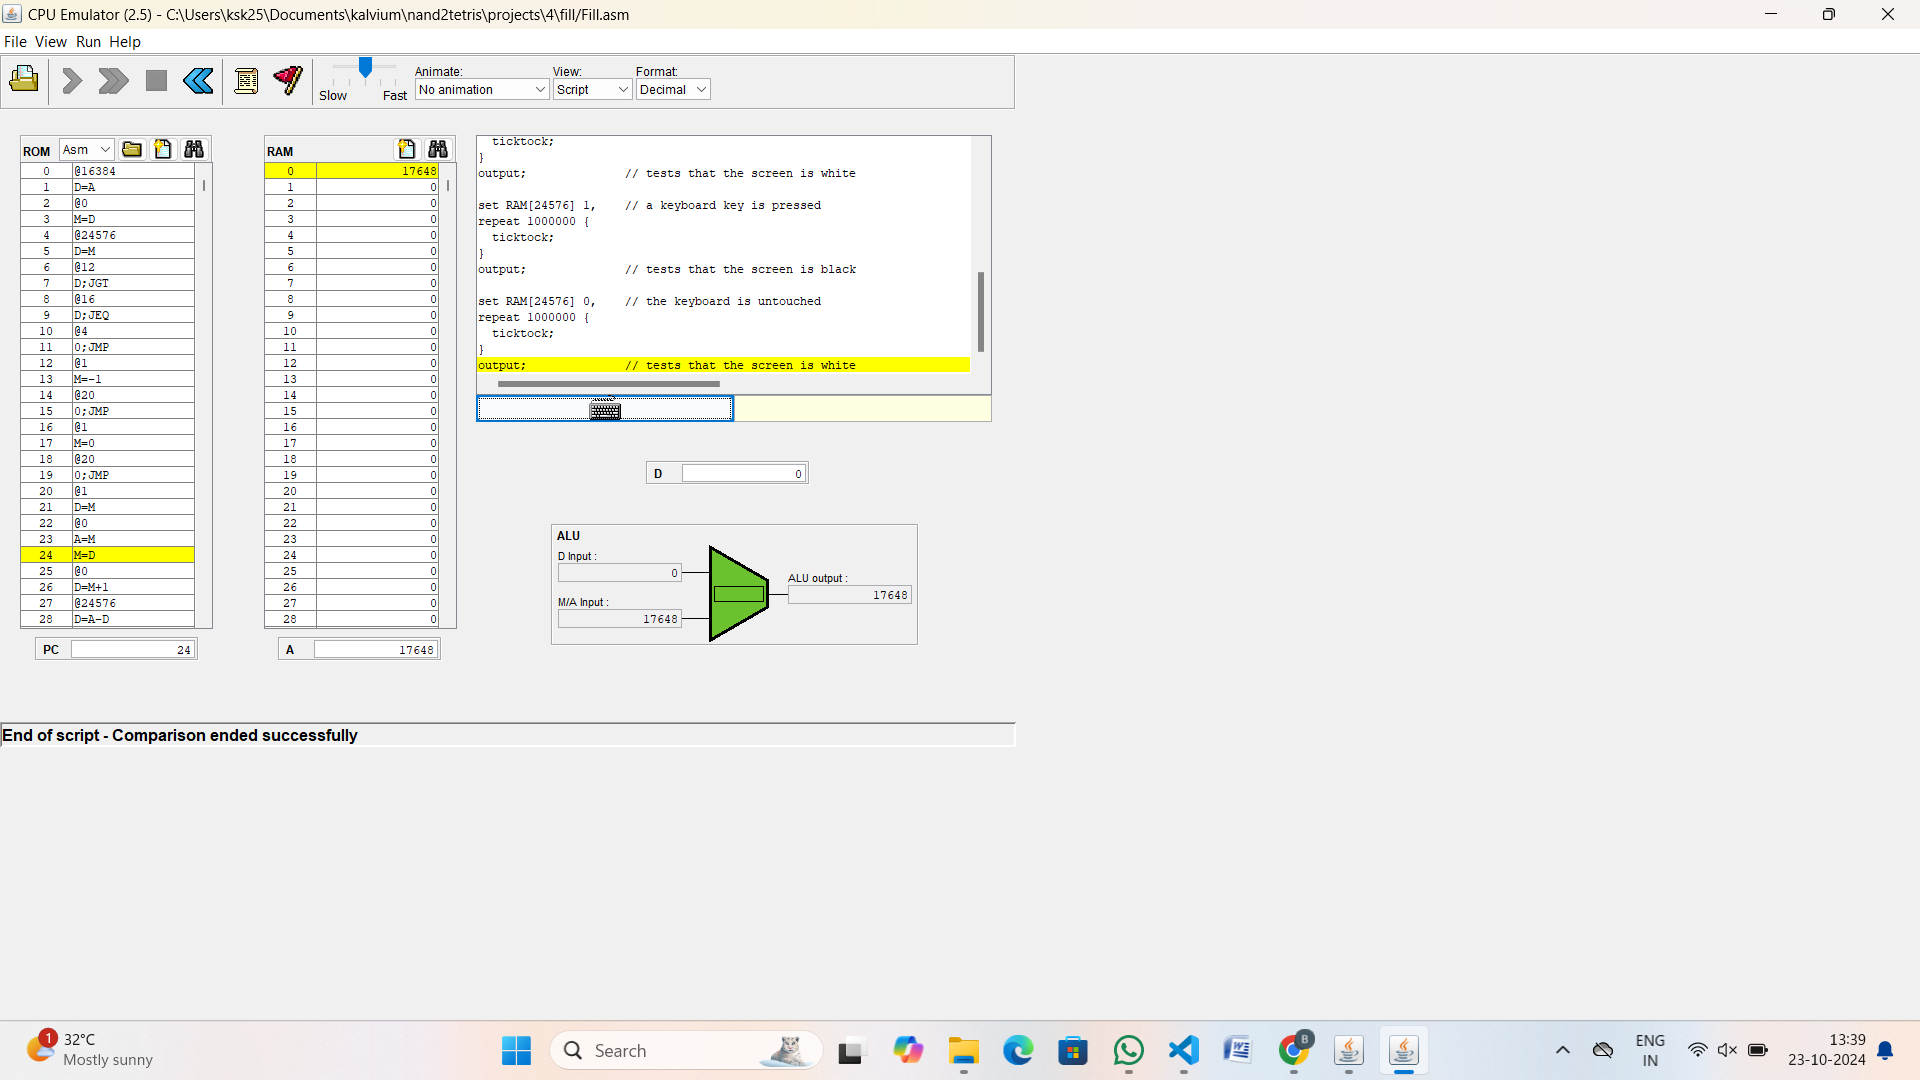 CPU Emulator (2.5) - C:\Users\ksk25\Documents\kalvium\nand2tetris\projects\4\fill/Fill.asm
File View Run Help
Slow Fast
Animate: View: Format:
No animation Script Decimal
ROM Asm
0 @16384
1 D=A
2 @0
3 M=D
4 @24576
5 D=M
6 @12
7 D;JGT
8 @16
9 D;JEQ
10 @4
11 0;JMP
12 @1
13 M=-1
14 @20
15 0;JMP
16 @1
17 M=0
18 @20
19 0;JMP
20 @1
21 D=M
22 @0
23 A=M
24 M=D
25 @0
26 D=M+1
27 @24576
28 D=A-D
PC 24
RAM
0 17648
1 0
2 0
3 0
4 0
5 0
6 0
7 0
8 0
9 0
10 0
11 0
12 0
13 0
14 0
15 0
16 0
17 0
18 0
19 0
20 0
21 0
22 0
23 0
24 0
25 0
26 0
27 0
28 0
A 17648
ticktock;
}
output; // tests that the screen is white
set RAM[24576] 1, // a keyboard key is pressed
repeat 1000000 {
ticktock;
}
output; // tests that the screen is black
set RAM[24576] 0, // the keyboard is untouched
repeat 1000000 {
ticktock;
}
output; // tests that the screen is white
D 0
ALU
D Input :
0
M/A Input :
17648
ALU output :
17648
End of script - Comparison ended successfully
1
32°C
Mostly sunny
Search
B
ENG
IN
13:39
23-10-2024